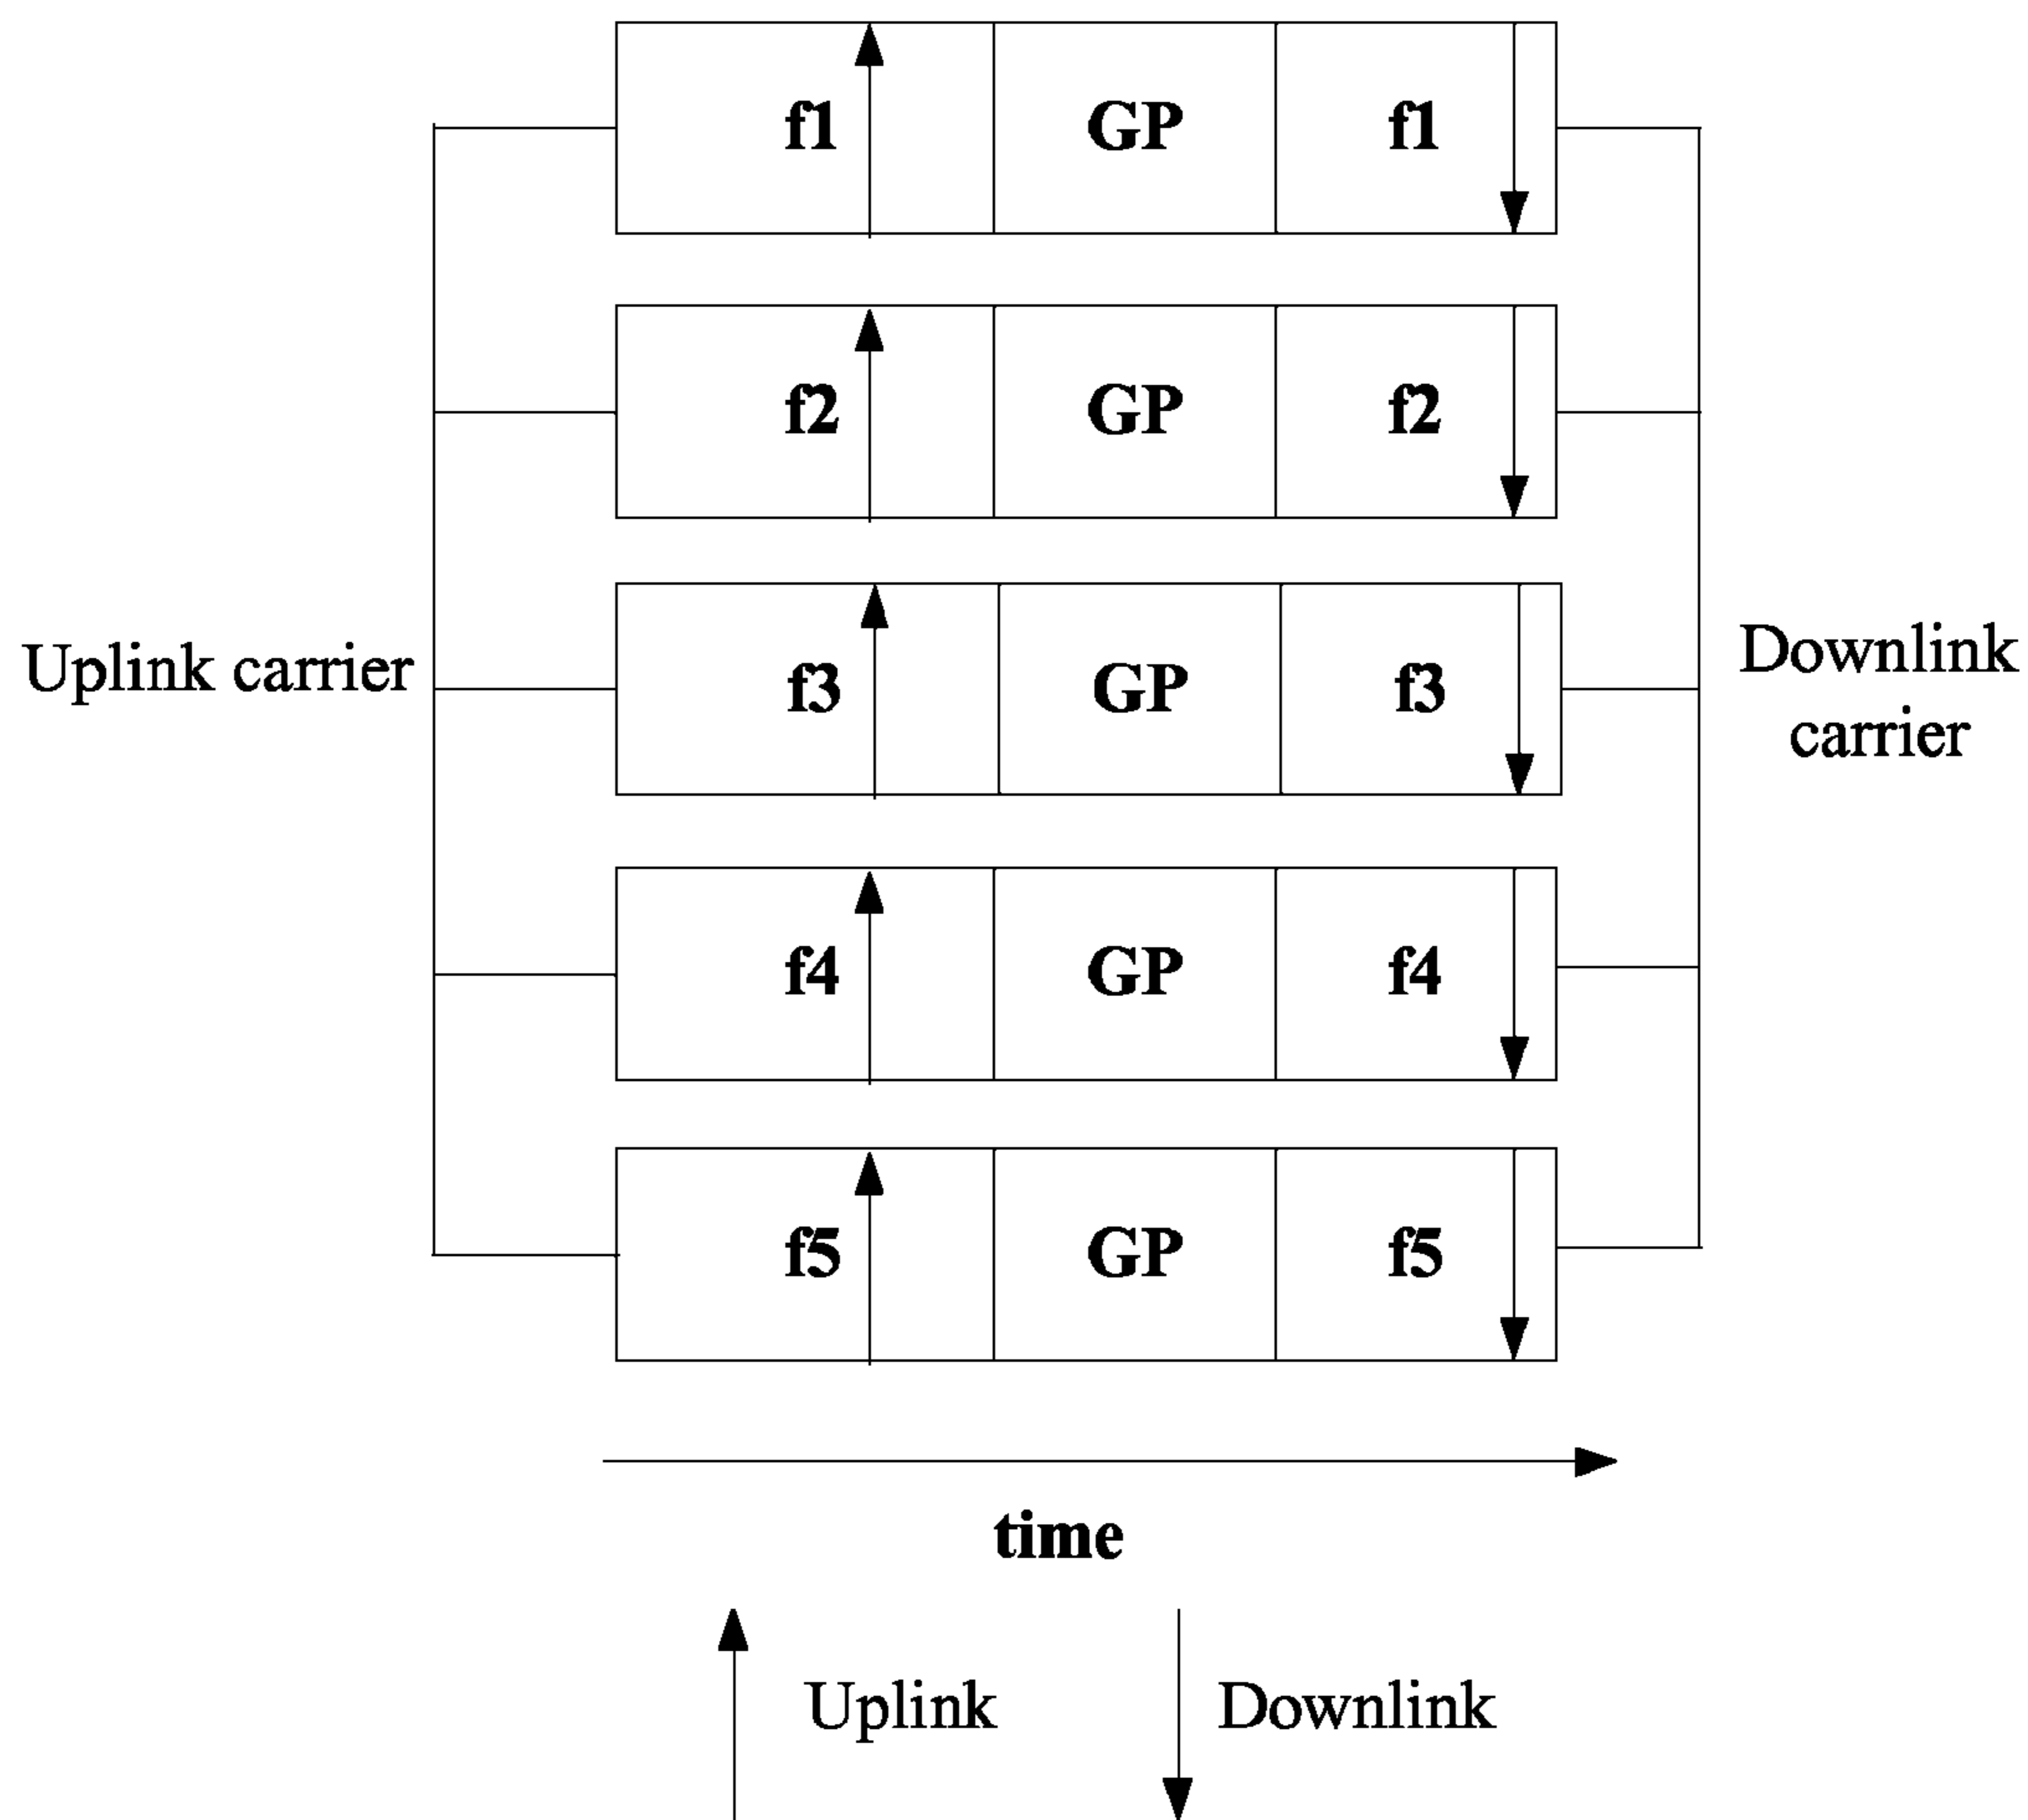 f1 GP f1
f2 GP f2
Uplink carrier
f3 GP f3
Downlink
carrier
f4 GP f4
f5 GP f5
time
Uplink
Downlink